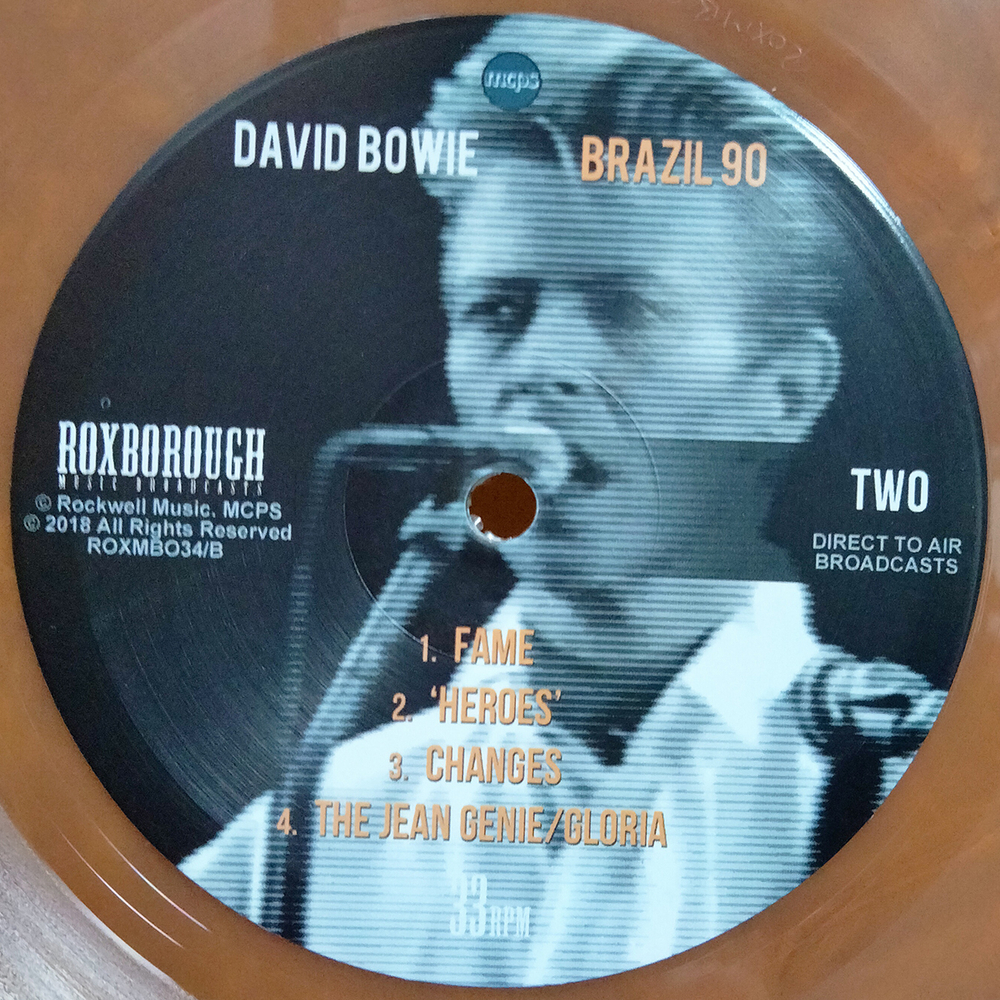 mcps
DAVID BOWIE
BRAZIL 90
ROXBOROUGH
MUSIC BROADCASTS
© Rockwell Music. MCPS
© 2018 All Rights Reserved
ROXMBO34/B
TWO
DIRECT TO AIR
BROADCASTS
1. FAME
2. ‘HEROES’
3. CHANGES
4. THE JEAN GENIE/GLORIA
33 RPM